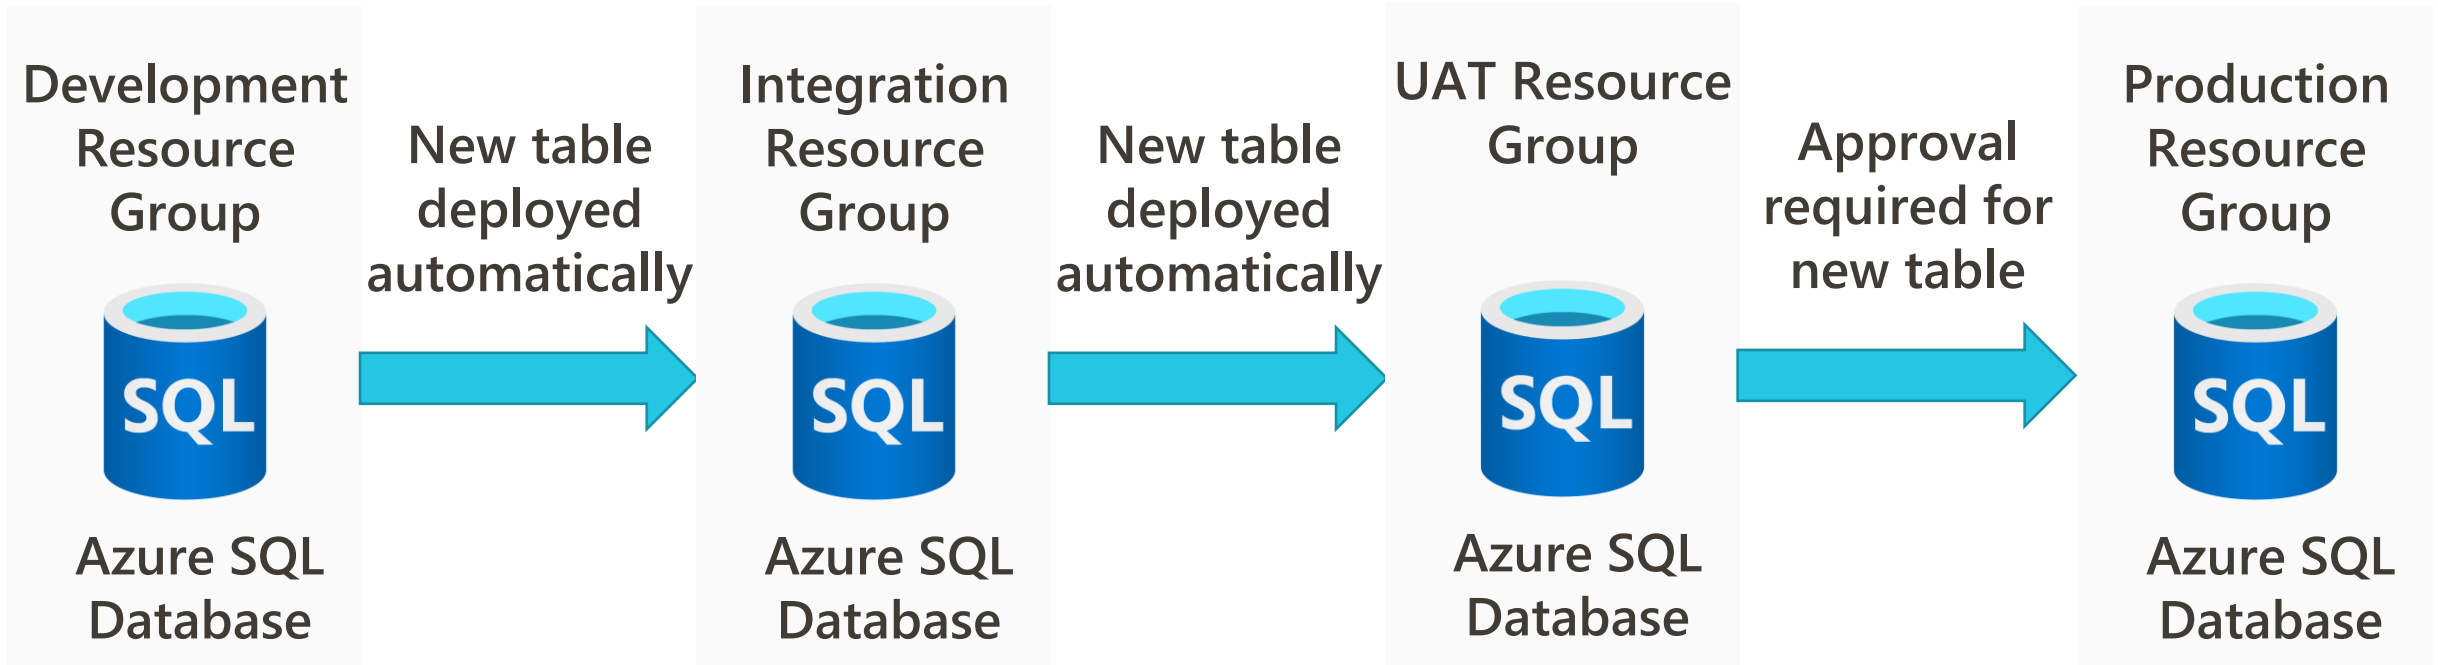 Development
Resource
Group
SQL
Azure SQL
Database
New table
deployed
automatically
Integration
Resource
Group
SQL
Azure SQL
Database
New table
deployed
automatically
UAT Resource
Group
SQL
Azure SQL
Database
Approval
required for
new table
Production
Resource
Group
SQL
Azure SQL
Database